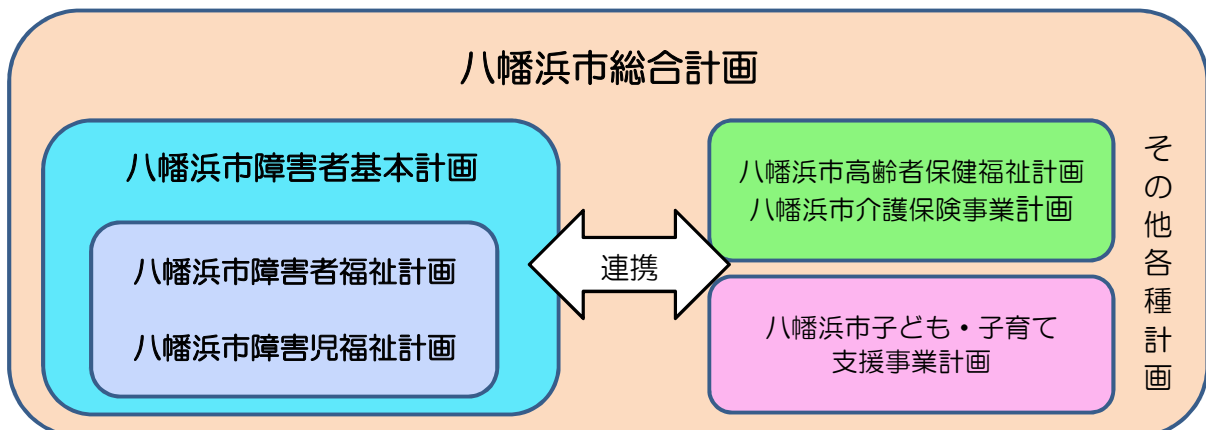 八幡浜市総合計画
八幡浜市障害者基本計画
八幡浜市障害者福祉計画
八幡浜市障害児福祉計画
連携
八幡浜市高齢者保健福祉計画
八幡浜市介護保険事業計画
八幡浜市子ども・子育て
支援事業計画
その他各種計画